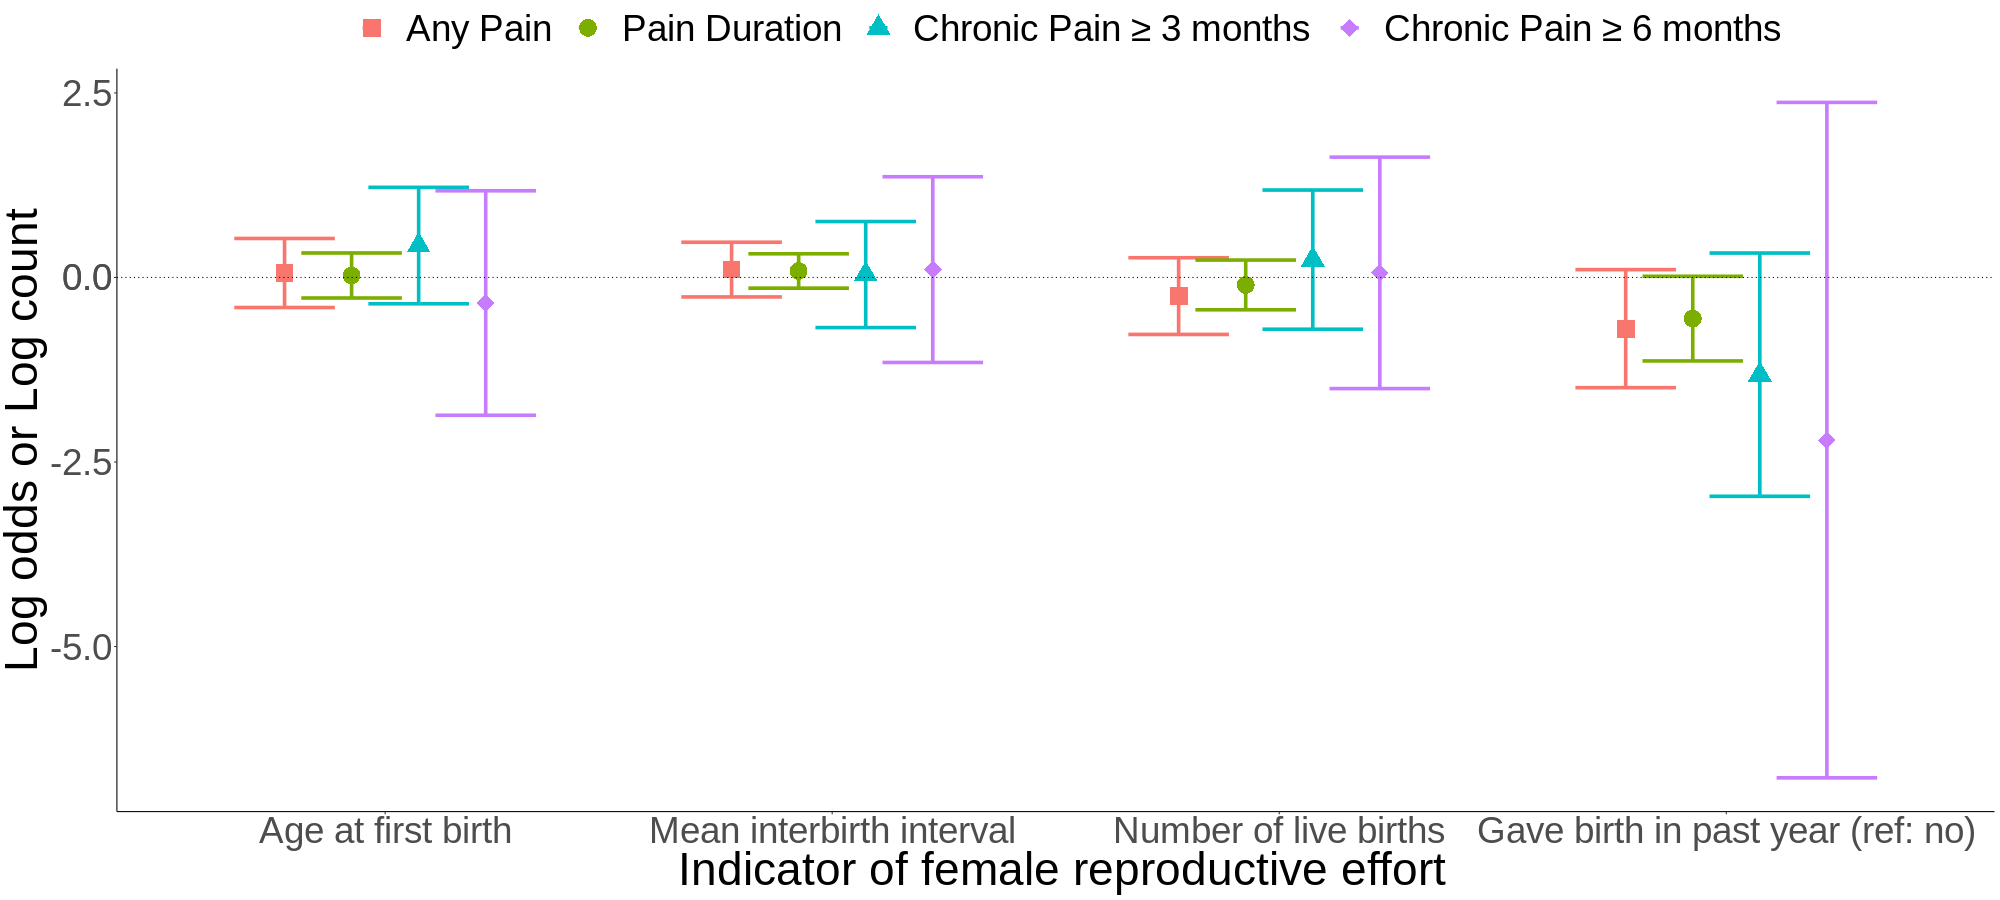 Any Pain Pain Duration Chronic Pain ≥ 3 months Chronic Pain ≥ 6 months
Log odds or Log count
2.5
0.0
-2.5
-5.0
Age at first birth Mean interbirth interval Number of live births Gave birth in past year (ref: no)
Indicator of female reproductive effort